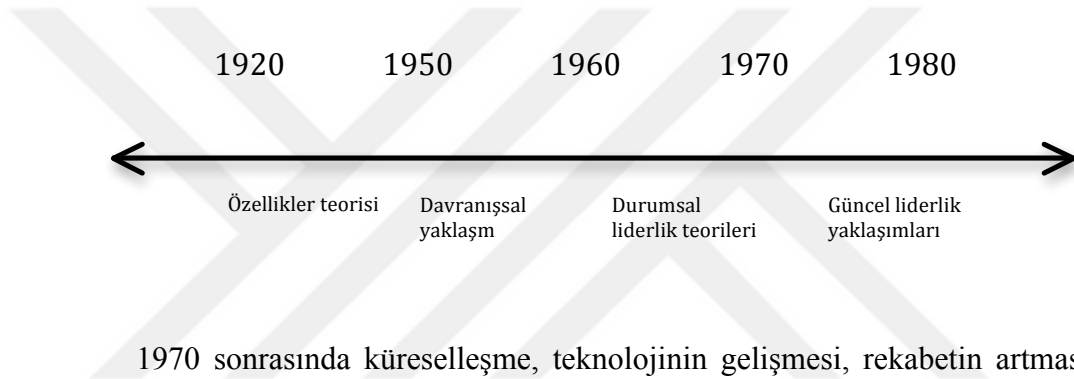 1920 1950 1960 1970 1980
Özellikler teorisi
Davranışsal
yaklaşm
Durumsal
liderlik teorileri
Güncel liderlik
yaklaşımları
1970 sonrasında küreselleşme, teknolojinin gelişmesi, rekabetin artmas